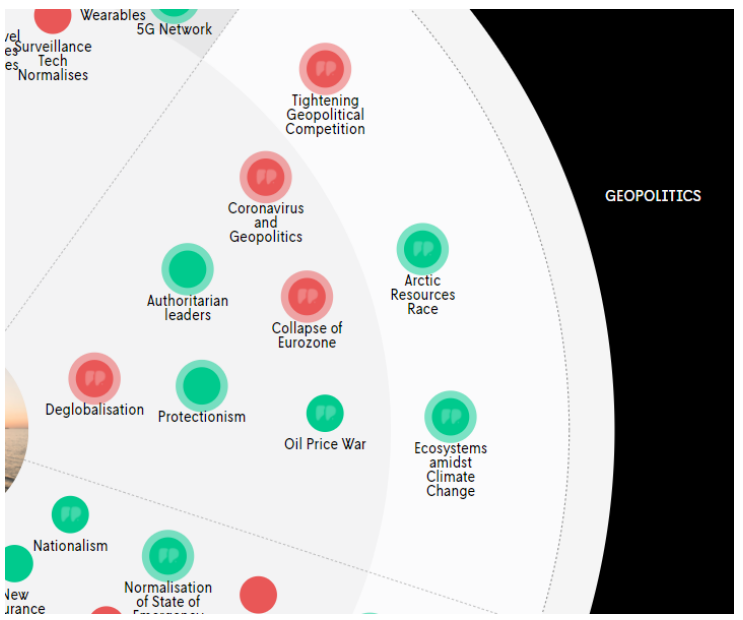 Wearables
5G Network
Surveillance
Tech
Normalises
Tightening
Geopolitical
Competition
GEOPOLITICS
Coronavirus
and
Geopolitics
Arctic
Resources
Race
Authoritarian
leaders
Collapse of
Eurozone
Deglobalisation
Protectionism
Oil Price War
Ecosystems
amidst
Climate
Change
Nationalism
Normalisation
of State of
Emergency
New